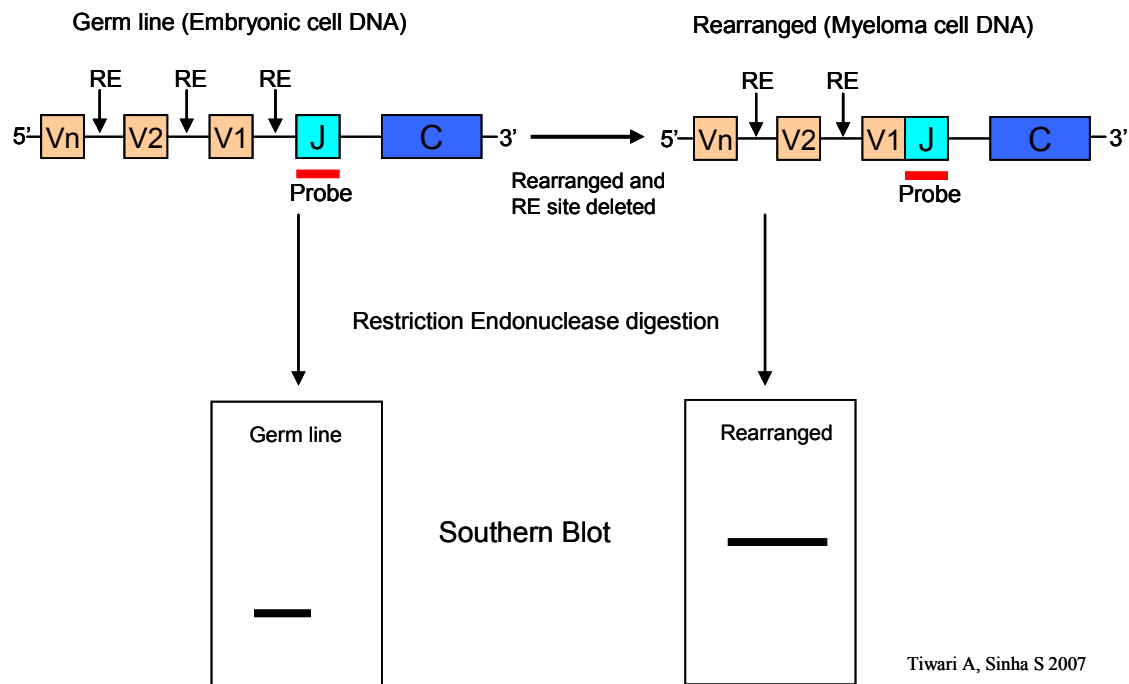 Germ line (Embryonic cell DNA)
Rearranged (Myeloma cell DNA)
RE RE RE
RE RE
5' Vn V2 V1 J C 3'
Vn V2 V1 J C 3'
Probe
Rearranged and
RE site deleted
Probe
Restriction Endonuclease digestion
Germ line
Rearranged
Southern Blot
Tiwari A, Sinha S 2007